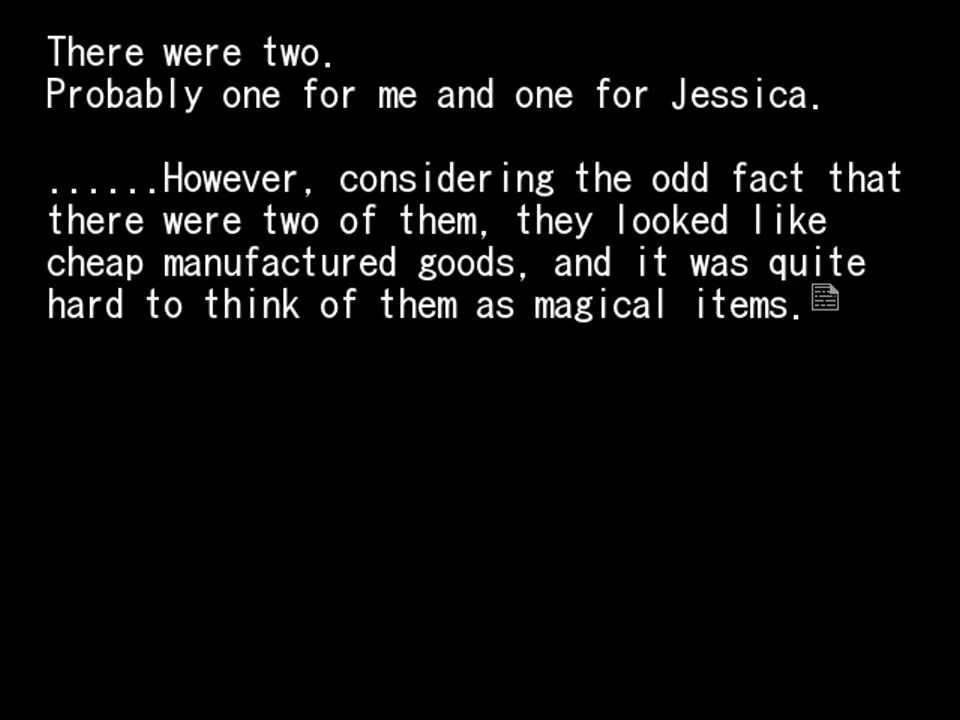 There were two.
Probably one for me and one for Jessica.
......However, considering the odd fact that
there were two of them, they looked like
cheap manufactured goods, and it was quite
hard to think of them as magical items.